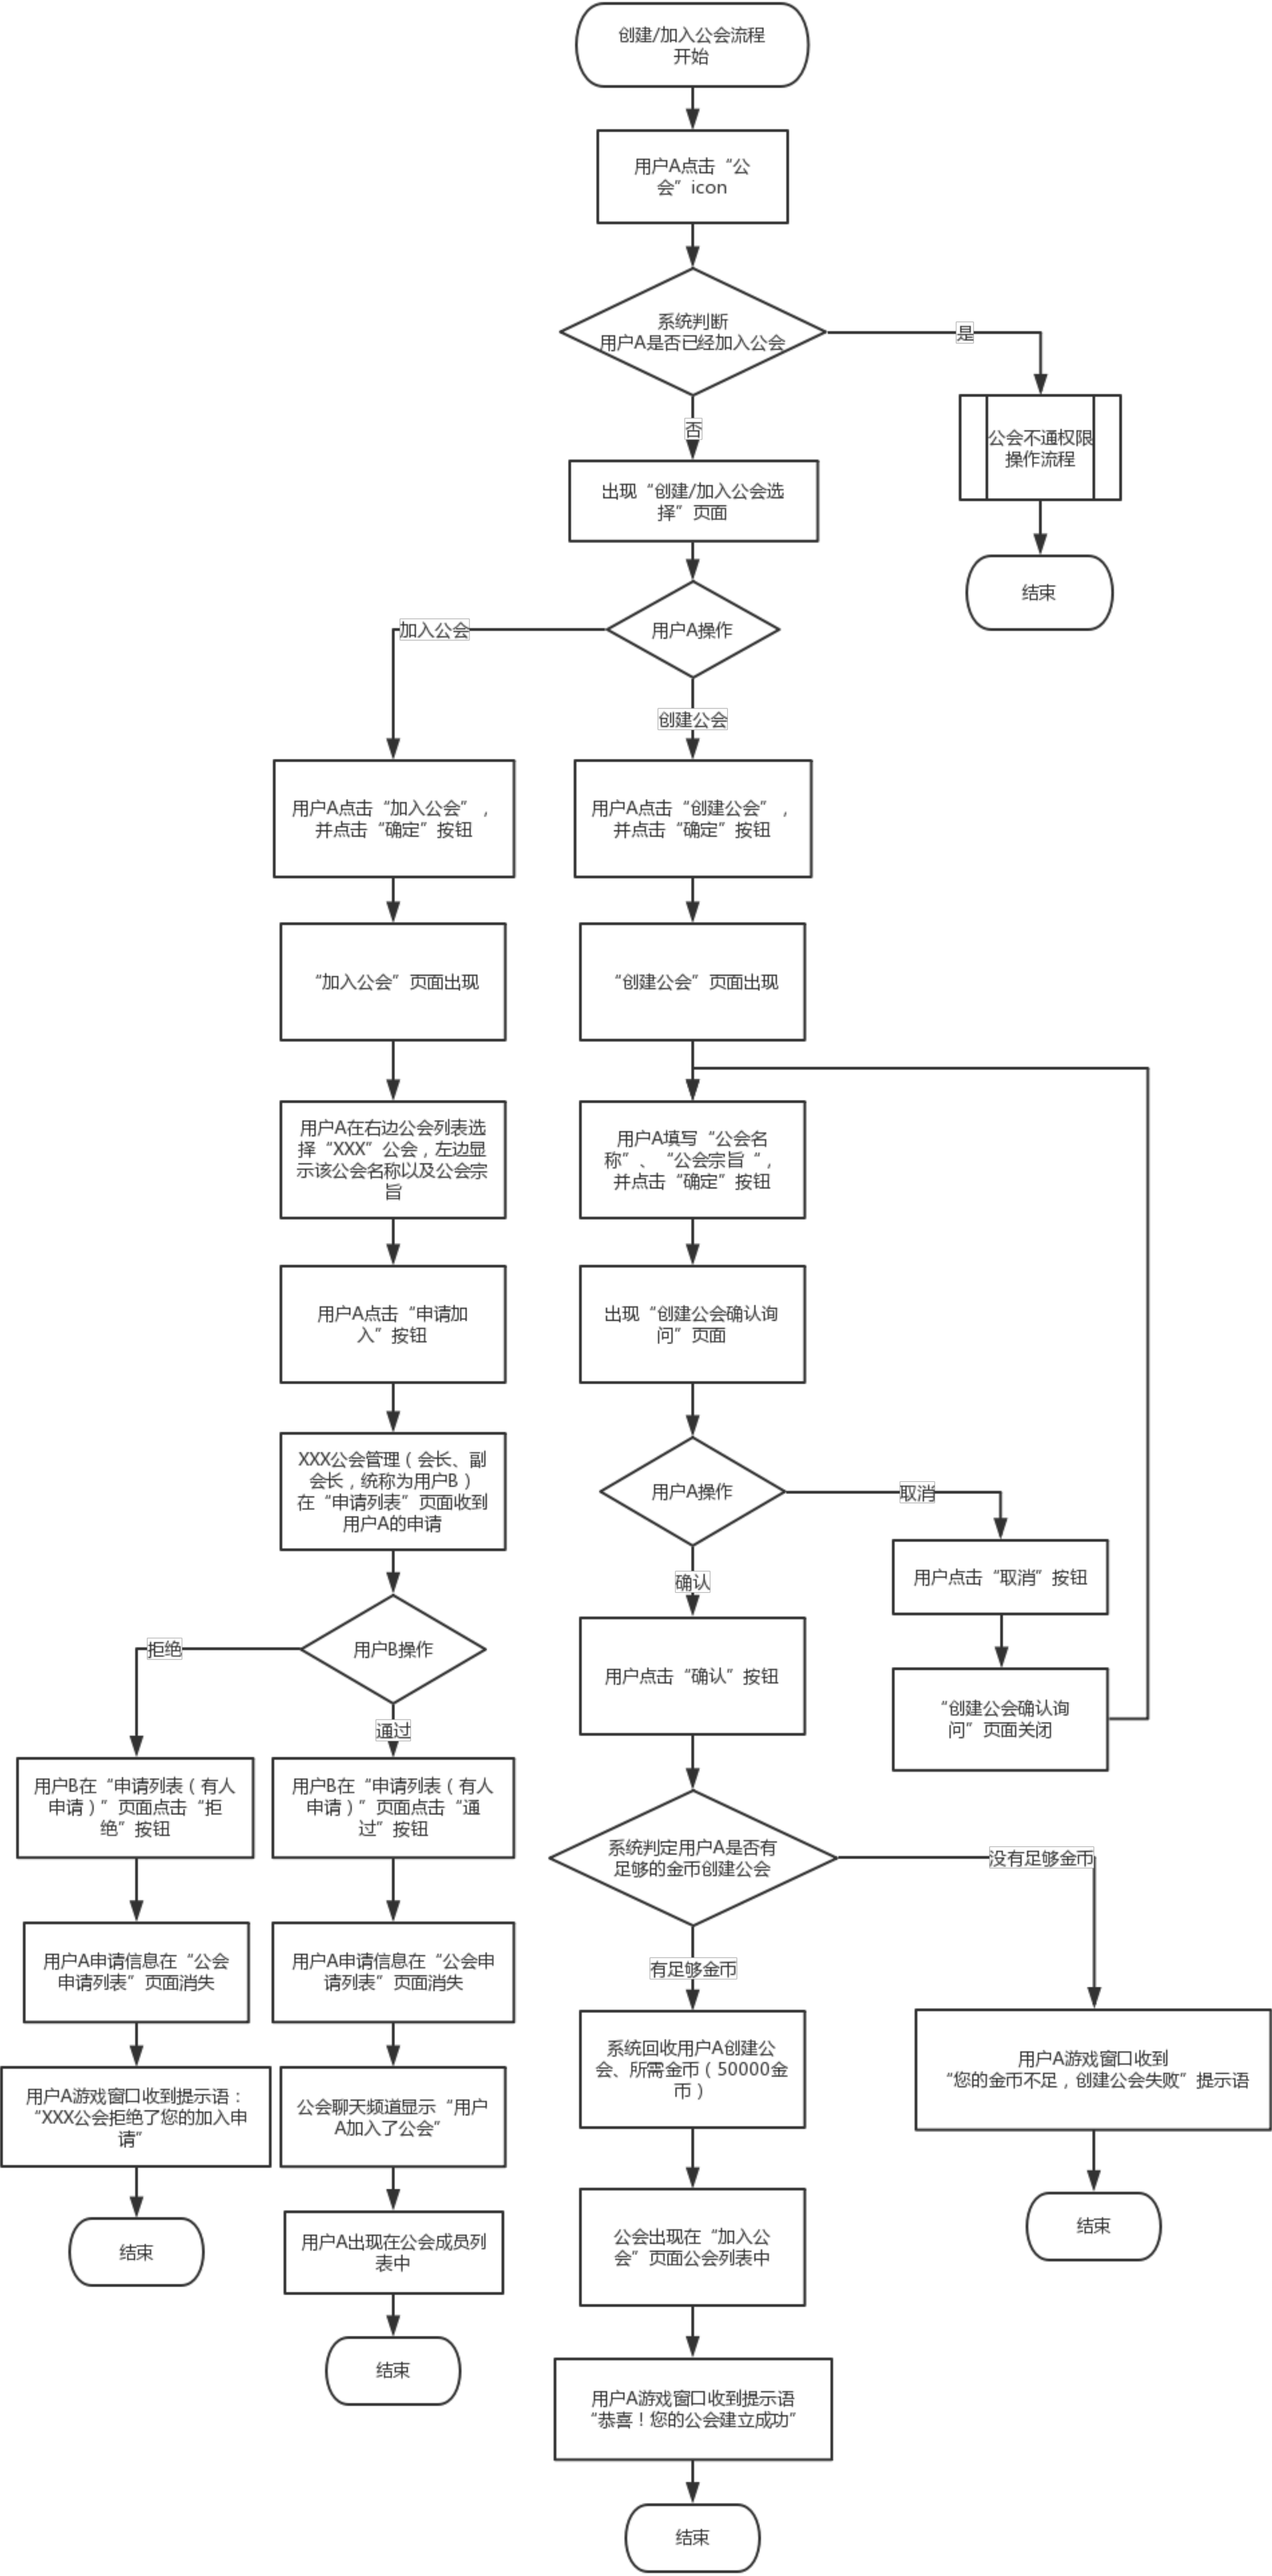 创建/加入公会流程
开始
用户A点击“公
会”icon
系统判断
用户A是否已经加入公会
是
公会不通权限
操作流程
结束
否
出现“创建/加入公会选
择”页面
用户A操作
加入公会
创建公会
用户A点击“加入公会”，
并点击“确定”按钮
“加入公会”页面出现
用户A在右边公会列表选
择“XXX”公会，左边显
示该公会名称以及公会宗
旨
用户A点击“申请加
入”按钮
XXX公会管理（会长、副
会长，统称为用户B）
在“申请列表”页面收到
用户A的申请
用户B操作
拒绝
通过
用户B在“申请列表（有人
申请）”页面点击“拒
绝”按钮
用户A申请信息在“公会
申请列表”页面消失
用户A游戏窗口收到提示语：
“XXX公会拒绝了您的加入申
请”
结束
用户B在“申请列表（有人
申请）”页面点击“通
过”按钮
用户A申请信息在“公会申
请列表”页面消失
公会聊天频道显示“用户
A加入了公会”
用户A出现在公会成员列
表中
结束
用户A点击“创建公会”，
并点击“确定”按钮
“创建公会”页面出现
用户A填写“公会名
称”、“公会宗旨“，
并点击“确定”按钮
出现“创建公会确认询
问”页面
用户A操作
取消
用户点击“取消”按钮
“创建公会确认询
问”页面关闭
确认
用户点击“确认”按钮
系统判定用户A是否有
足够的金币创建公会
没有足够金币
用户A游戏窗口收到
“您的金币不足，创建公会失败”提示语
结束
有足够金币
系统回收用户A创建公
会、所需金币（50000金
币）
公会出现在“加入公
会”页面公会列表中
用户A游戏窗口收到提示语
“恭喜！您的公会建立成功”
结束